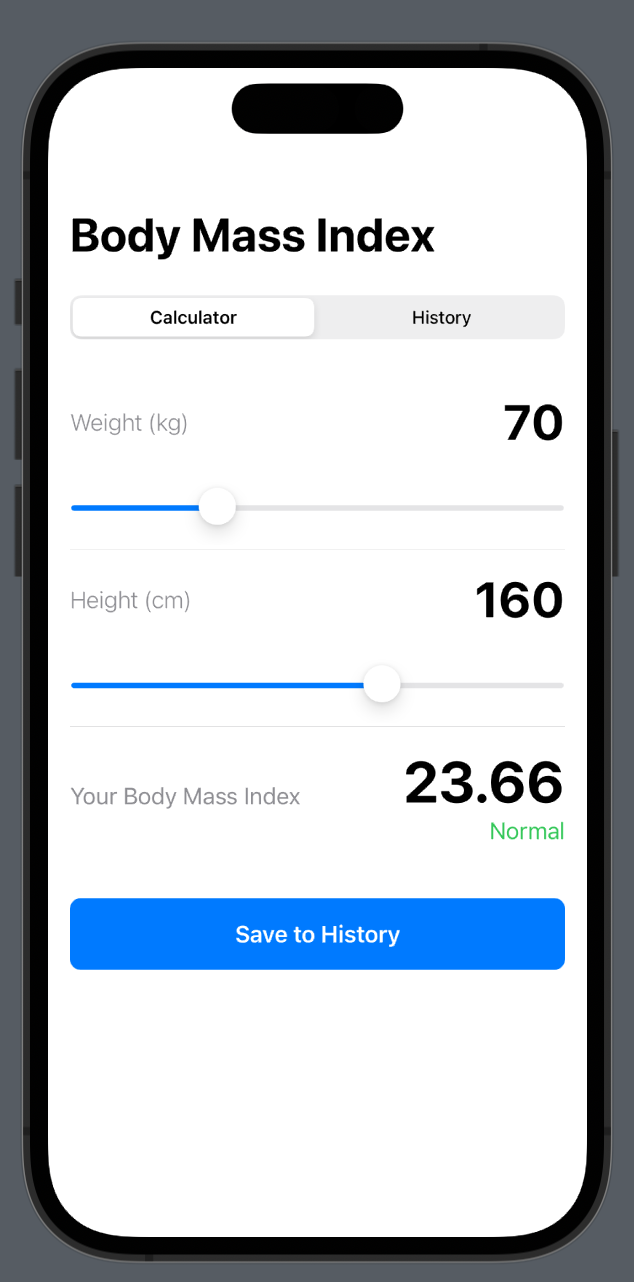 Body Mass Index
Calculator History
Weight (kg) 70
Height (cm) 160
Your Body Mass Index 23.66
Normal
Save to History